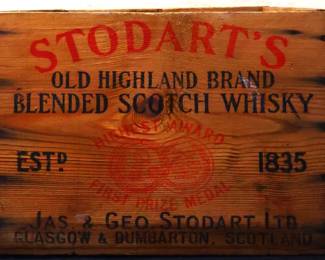 STODART'S
OLD HIGHLAND BRAND
BLENDED SCOTCH WHISKY
HIGHEST AWARD
ESTD 1835
FIRST PRIZE MEDAL
JAS. & GEO. STODART LTD
GLASGOW & DUMBARTON, SCOTLAND